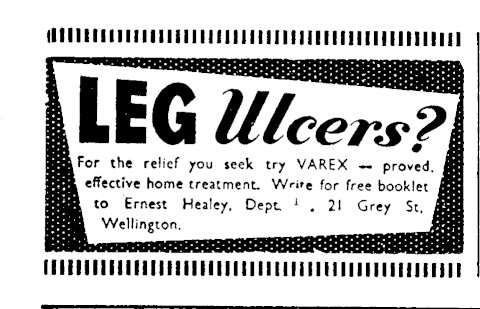 LEG Ulcers?
For the relief you seek try VAREX — proved,
effective home treatment. Write for free booklet
to Ernest Healey, Dept. , 21 Grey St,
Wellington.